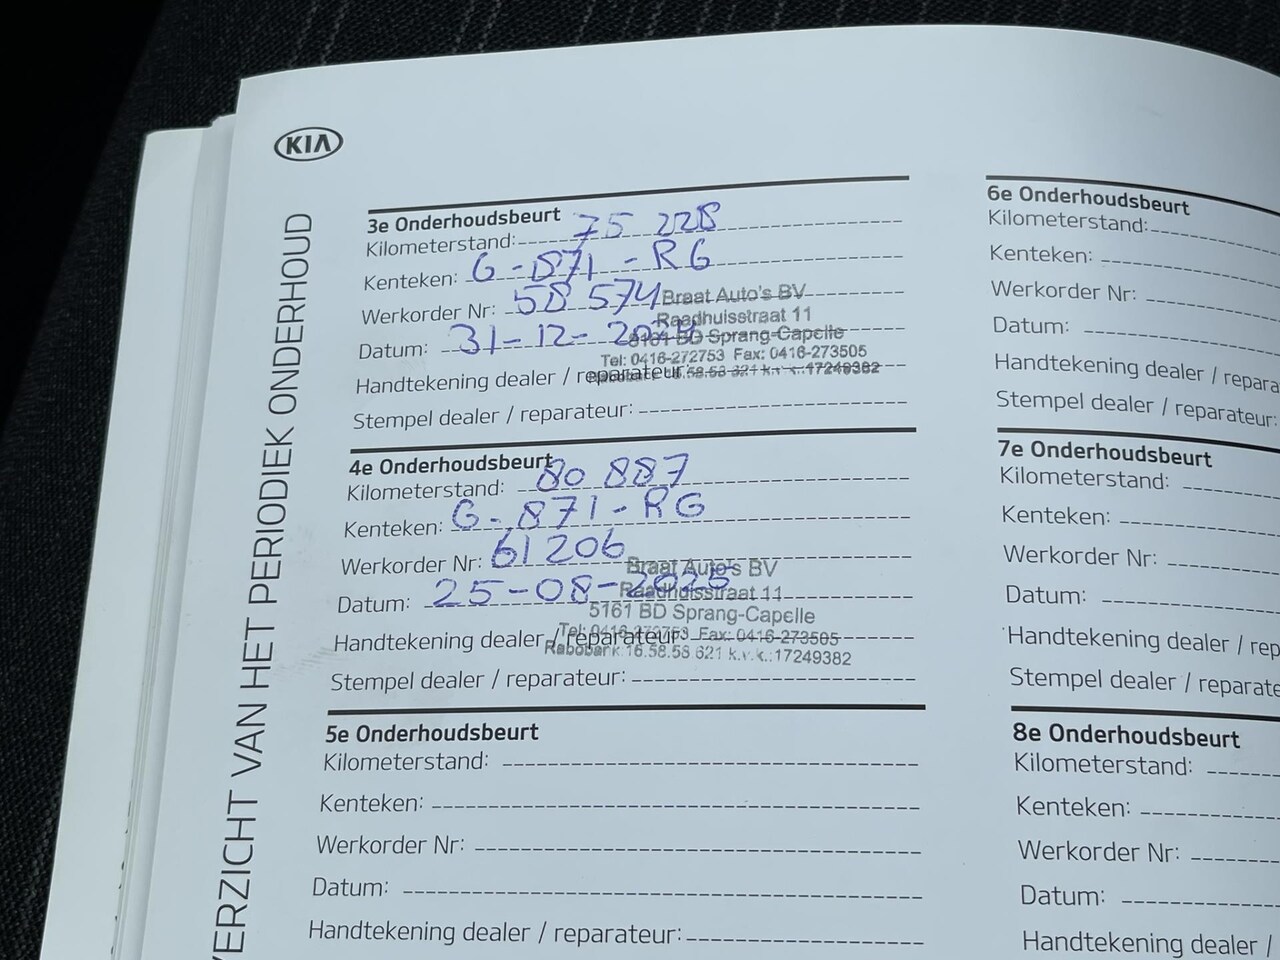 KIA
VERZICHT VAN HET PERIODIEK ONDERHOUD
3e Onderhoudsbeurt
Kilometerstand: 75 228
Kenteken: G-871-RG
Werkorder Nr: 58 574
Datum: 31-12-
Braat Auto's BV
Raadhuisstraat 11
5161 BD Sprang-Capelle
Tel: 0416-272753 Fax: 0416-273505
k.v.k.:17249382
Handtekening dealer / reparateur:
Stempel dealer / reparateur:
4e Onderhoudsbeurt
Kilometerstand: 80 887
Kenteken: G-871-RG
Werkorder Nr: 61206
Datum: 25-08-2025
Braat Auto's BV
Raadhuisstraat 11
5161 BD Sprang-Capelle
Tel: 0416-272753 Fax: 0416-273505
Rabobank 16.58.58 621 k.v.k.:17249382
Handtekening dealer / reparateur:
Stempel dealer / reparateur:
5e Onderhoudsbeurt
Kilometerstand:
Kenteken:
Werkorder Nr:
Datum:
Handtekening dealer / reparateur:
6e Onderhoudsbeurt
Kilometerstand:
Kenteken:
Werkorder Nr:
Datum:
Handtekening dealer / repara
Stempel dealer / reparateur:
7e Onderhoudsbeurt
Kilometerstand:
Kenteken:
Werkorder Nr:
Datum:
Handtekening dealer / rep
Stempel dealer / reparate
8e Onderhoudsbeurt
Kilometerstand:
Kenteken:
Werkorder Nr:
Datum:
Handtekening dealer /